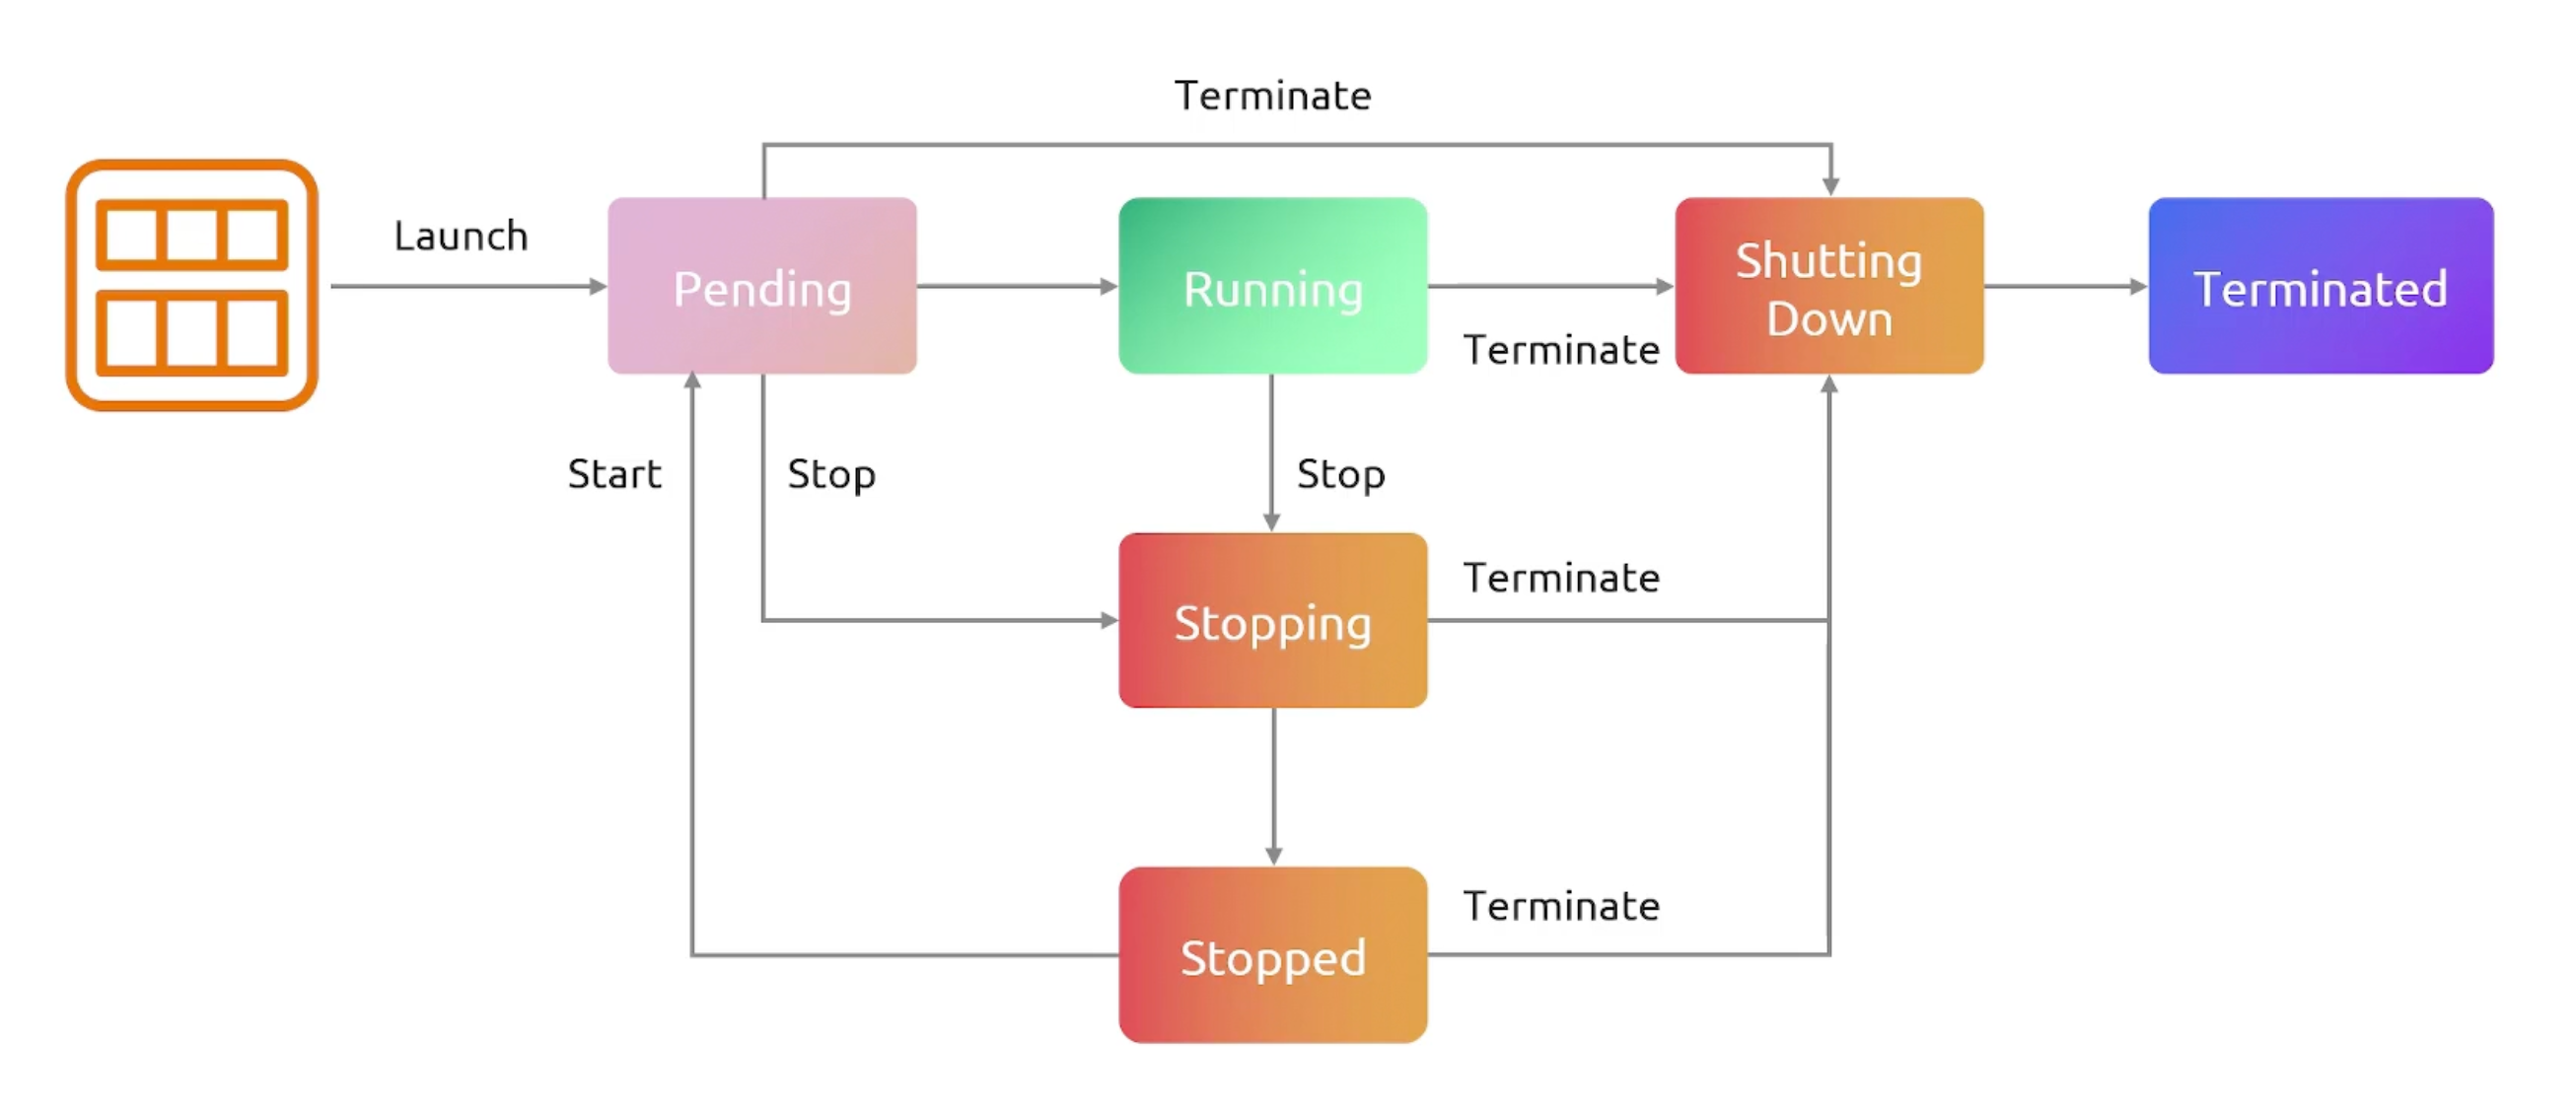 Terminate
Launch
Pending
Running
Terminate
Shutting
Down
Terminated
Start
Stop
Stop
Stopping
Terminate
Stopped
Terminate